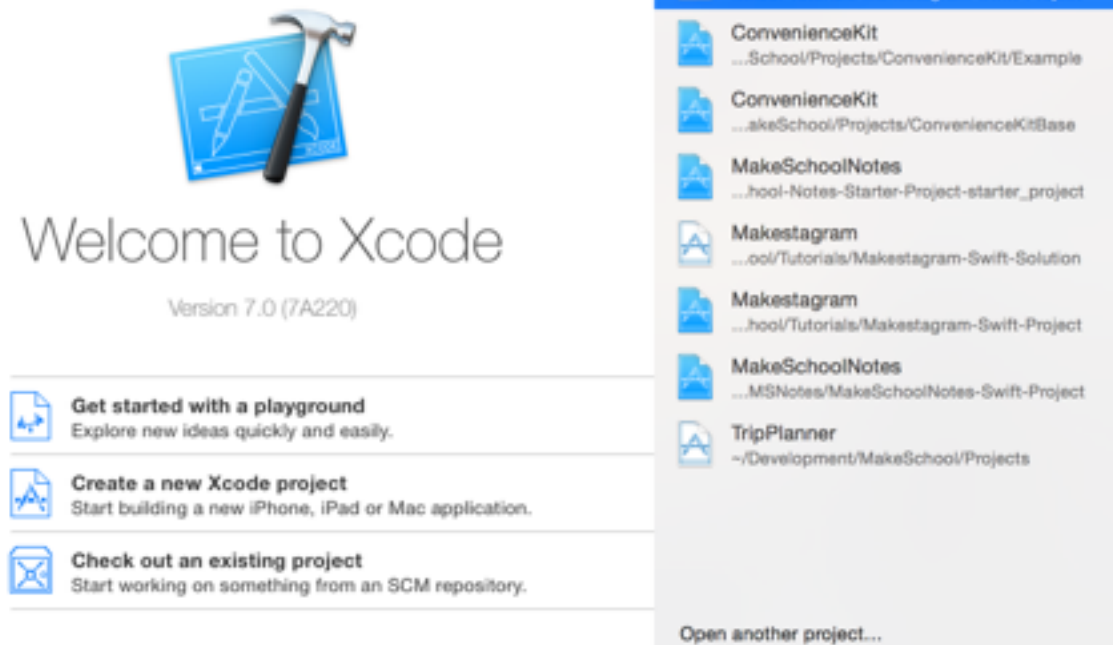 Welcome to Xcode
Version 7.0 (7A220)
Get started with a playground
Explore new ideas quickly and easily.
Create a new Xcode project
Start building a new iPhone, iPad or Mac application.
Check out an existing project
Start working on something from an SCM repository.
ConvenienceKit
...School/Projects/ConvenienceKit/Example
ConvenienceKit
...akeSchool/Projects/ConvenienceKitBase
MakeSchoolNotes
...hool-Notes-Starter-Project-starter_project
Makestagram
...ool/Tutorials/Makestagram-Swift-Solution
Makestagram
...hool/Tutorials/Makestagram-Swift-Project
MakeSchoolNotes
...MSNotes/MakeSchoolNotes-Swift-Project
TripPlanner
~/Development/MakeSchool/Projects
Open another project...